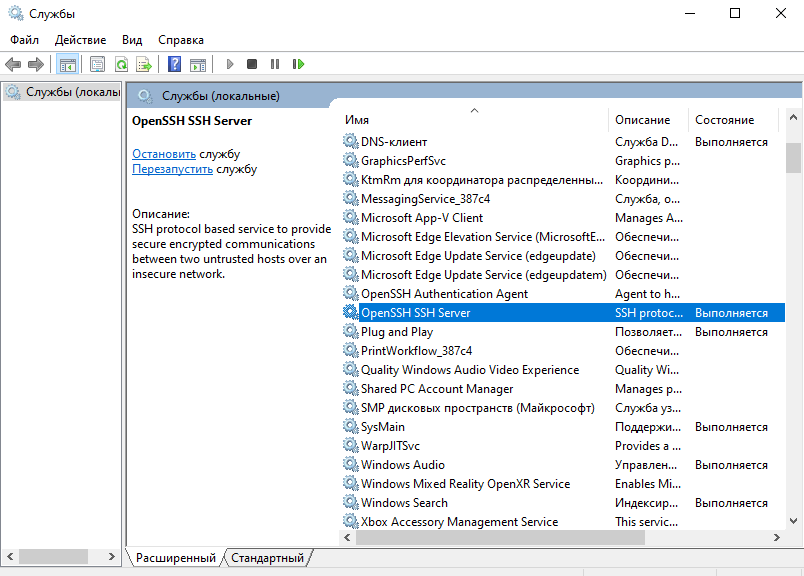 Службы
Файл Действие Вид Справка
Службы (локалы
Службы (локальные)
OpenSSH SSH Server
Остановить службу
Перезапустить службу
Описание:
SSH protocol based service to provide
secure encrypted communications
between two untrusted hosts over an
insecure network.
Имя Описание Состояние
DNS-клиент Служба D... Выполняется
GraphicsPerfSvc Graphics p...
KtmRm для координатора распределенны... Координи...
MessagingService_387c4 Служба, о...
Microsoft App-V Client Manages A...
Microsoft Edge Elevation Service (MicrosoftE... Обеспечи...
Microsoft Edge Update Service (edgeupdate) Обеспечи...
Microsoft Edge Update Service (edgeupdatem) Обеспечи...
OpenSSH Authentication Agent Agent to h...
OpenSSH SSH Server SSH protoc... Выполняется
Plug and Play Позволяет... Выполняется
PrintWorkflow_387c4 Обеспечи...
Quality Windows Audio Video Experience Quality Wi...
Shared PC Account Manager Manages p...
SMP дисковых пространств (Майкрософт) Служба уз...
SysMain Поддержи... Выполняется
WarpJITSvc Provides a ...
Windows Audio Управлен... Выполняется
Windows Mixed Reality OpenXR Service Enables Mi...
Windows Search Индексир... Выполняется
Xbox Accessory Management Service This servic...
Расширенный Стандартный